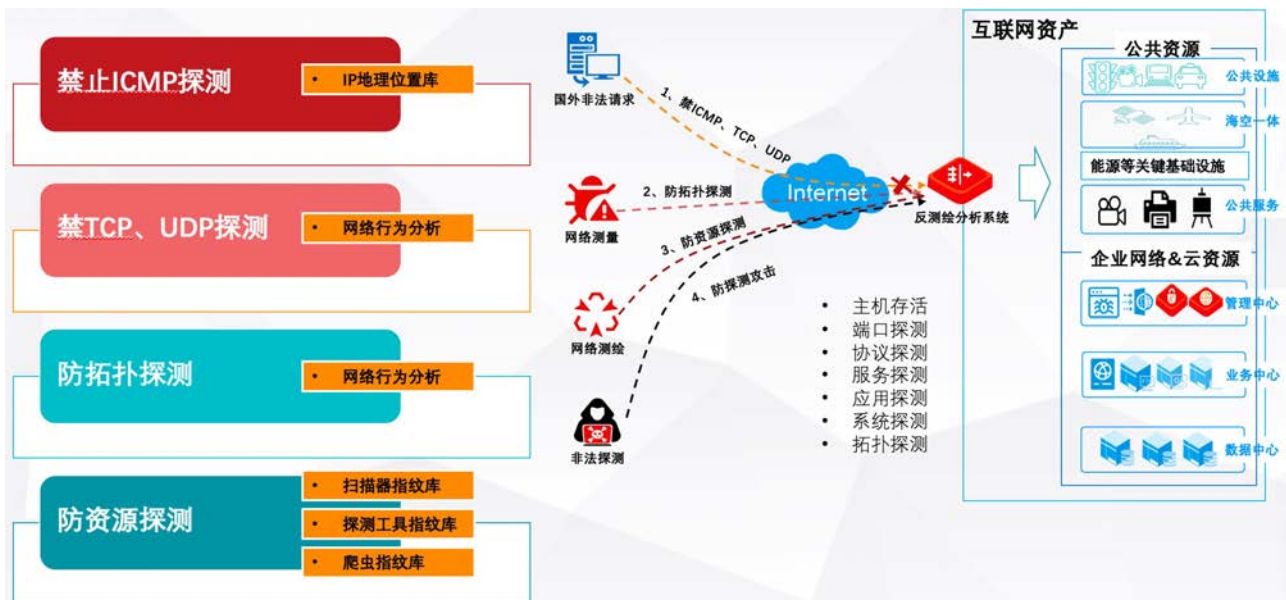 禁止ICMP探测
• IP地理位置库
禁TCP、UDP探测
• 网络行为分析
防拓扑探测
• 网络行为分析
防资源探测
• 扫描器指纹库
• 探测工具指纹库
• 爬虫指纹库
国外非法请求
1、禁ICMP、TCP、UDP
网络测量
2、防拓扑探测
网络测绘
3、防资源探测
非法探测
4、防探测攻击
Internet
反测绘分析系统
• 主机存活
• 端口探测
• 协议探测
• 服务探测
• 应用探测
• 系统探测
• 拓扑探测
互联网资产
公共资源
公共设施
海空一体
能源等关键基础设施
公共服务
企业网络&云资源
管理中心
业务中心
数据中心